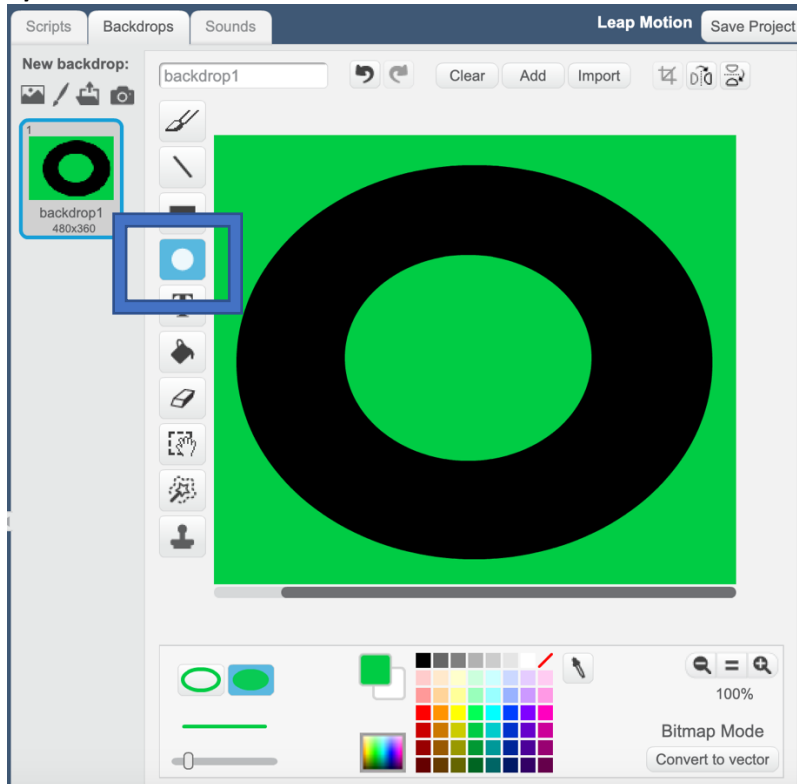 Scripts Backdrops Sounds Leap Motion Save Project
New backdrop:
backdrop1 Clear Add Import
1
backdrop1
480x360
T
100%
Bitmap Mode
Convert to vector